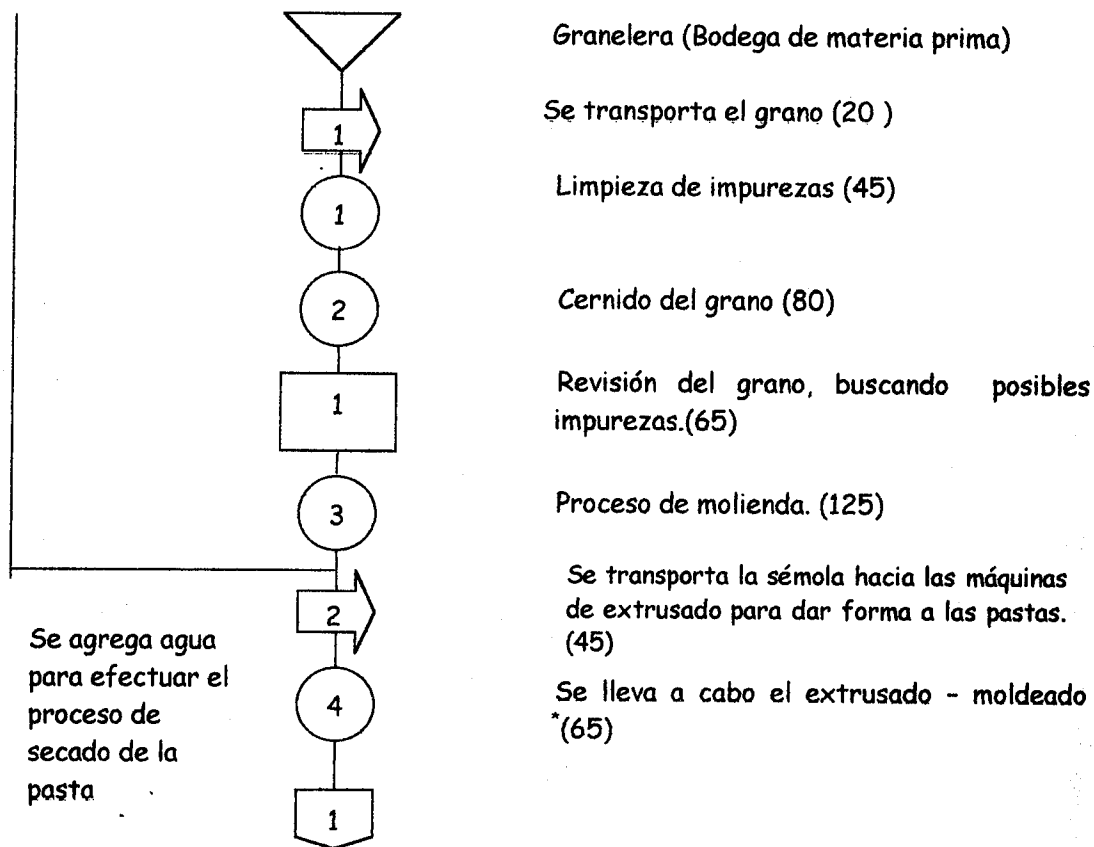 Granelera (Bodega de materia prima)
1
Se transporta el grano (20 )
1
Limpieza de impurezas (45)
2
Cernido del grano (80)
1
Revisión del grano, buscando posibles
impurezas.(65)
3
Proceso de molienda. (125)
2
Se transporta la sémola hacia las máquinas
de extrusado para dar forma a las pastas.
(45)
Se agrega agua
para efectuar el
proceso de
secado de la
pasta
4
Se lleva a cabo el extrusado - moldeado
*(65)
1